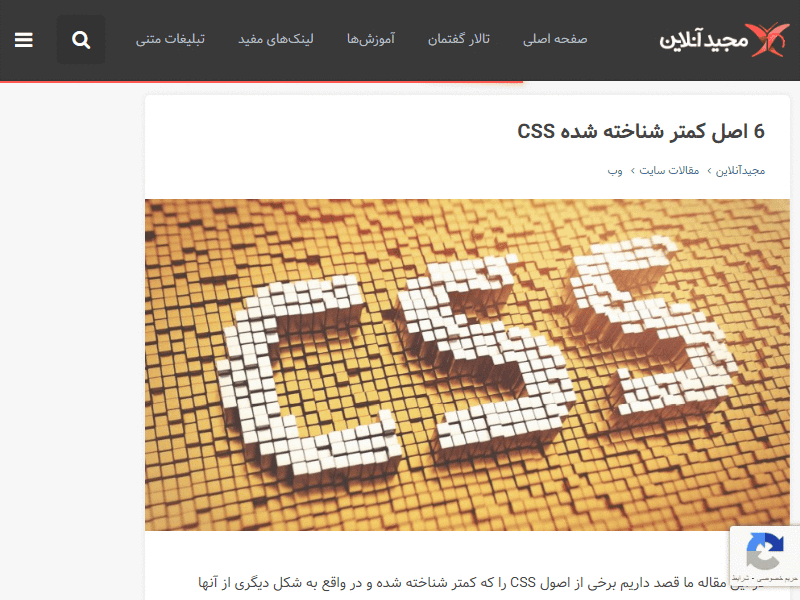 مجیدآنلاین
صفحه اصلی
تالار گفتمان
آموزش‌ها
لینک‌های مفید
تبلیغات متنی
6 اصل کمتر شناخته شده CSS
مجیدآنلاین › مقالات سایت › وب
CSS
مقاله ما قصد داریم برخی از اصول CSS را که کمتر شناخته شده و در واقع به شکل دیگری از آنها
حریم خصوصی - شرایط